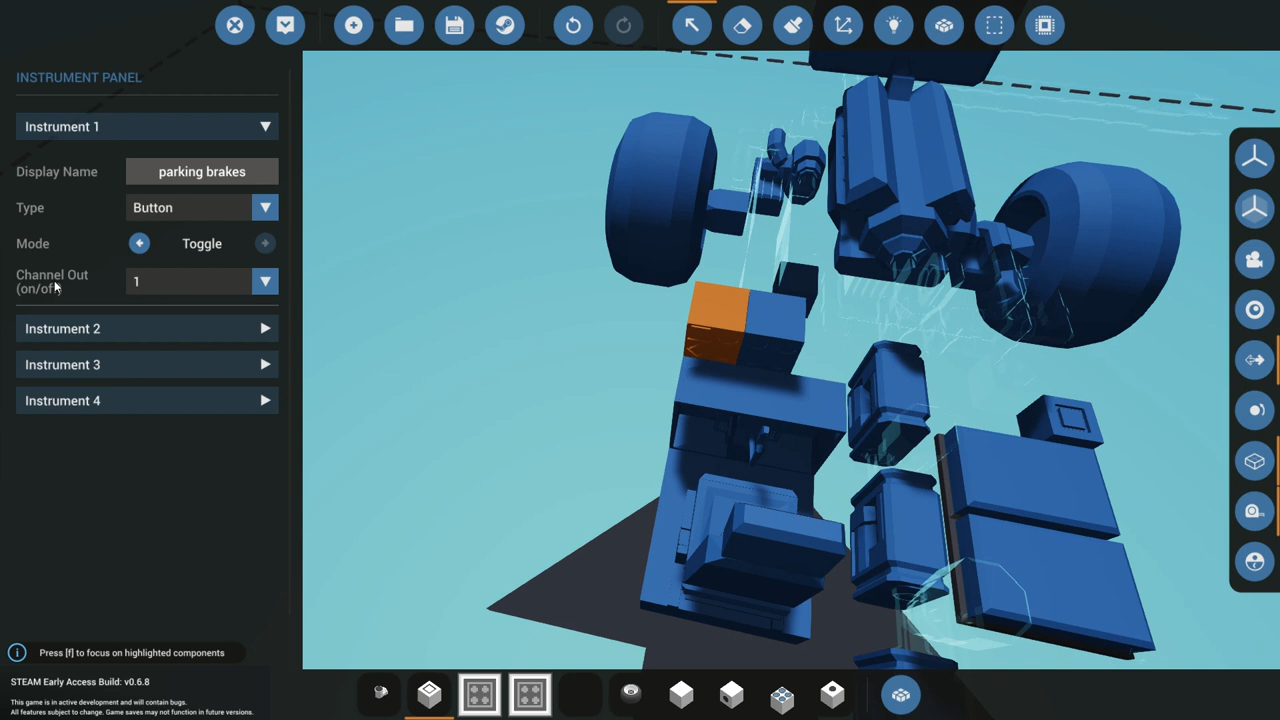 INSTRUMENT PANEL
Instrument 1
Display Name parking brakes
Type Button
Mode Toggle
Channel Out (on/off) 1
Instrument 2
Instrument 3
Instrument 4
Press [f] to focus on highlighted components
STEAM Early Access Build: v0.6.8
This game is in active development and will contain bugs.
All features subject to change. Game saves may not function in future versions.